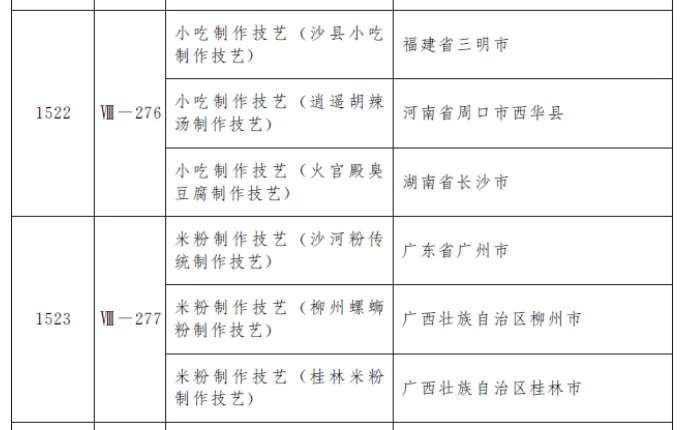 小吃制作技艺（沙县小吃
制作技艺）
福建省三明市
1522
Ⅷ－276
小吃制作技艺（逍遥胡辣
汤制作技艺）
河南省周口市西华县
小吃制作技艺（火宫殿臭
豆腐制作技艺）
湖南省长沙市
米粉制作技艺（沙河粉传
统制作技艺）
广东省广州市
1523
Ⅷ－277
米粉制作技艺（柳州螺蛳
粉制作技艺）
广西壮族自治区柳州市
米粉制作技艺（桂林米粉
制作技艺）
广西壮族自治区桂林市